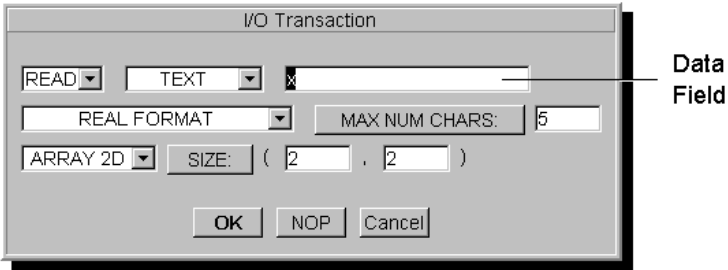 I/O Transaction
READ TEXT x
Data
Field
REAL FORMAT MAX NUM CHARS: 5
ARRAY 2D SIZE: ( 2 , 2 )
OK NOP Cancel